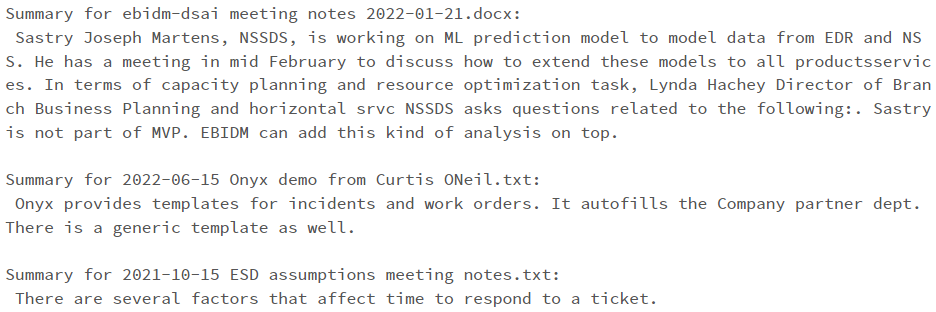 Summary for ebidm-dsai meeting notes 2022-01-21.docx:
Sastry Joseph Martens, NSSDS, is working on ML prediction model to model data from EDR and NS
S. He has a meeting in mid February to discuss how to extend these models to all productsservic
es. In terms of capacity planning and resource optimization task, Lynda Hachey Director of Bran
ch Business Planning and horizontal srvc NSSDS asks questions related to the following:. Sastry
is not part of MVP. EBIDM can add this kind of analysis on top.
Summary for 2022-06-15 Onyx demo from Curtis ONeil.txt:
Onyx provides templates for incidents and work orders. It autofills the Company partner dept.
There is a generic template as well.
Summary for 2021-10-15 ESD assumptions meeting notes.txt:
There are several factors that affect time to respond to a ticket.